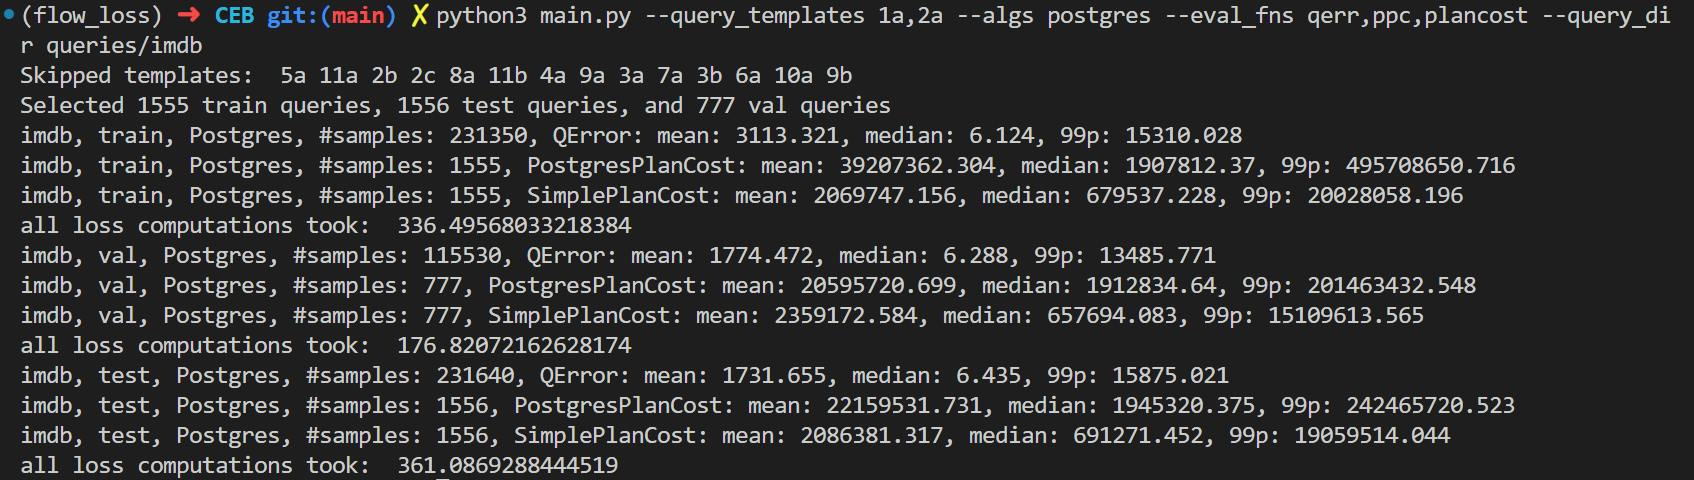 (flow_loss) ➜ CEB git:(main) ✗ python3 main.py --query_templates 1a,2a --algs postgres --eval_fns qerr,ppc,plancost --query_di
r queries/imdb
Skipped templates:  5a 11a 2b 2c 8a 11b 4a 9a 3a 7a 3b 6a 10a 9b
Selected 1555 train queries, 1556 test queries, and 777 val queries
imdb, train, Postgres, #samples: 231350, QError: mean: 3113.321, median: 6.124, 99p: 15310.028
imdb, train, Postgres, #samples: 1555, PostgresPlanCost: mean: 39207362.304, median: 1907812.37, 99p: 495708650.716
imdb, train, Postgres, #samples: 1555, SimplePlanCost: mean: 2069747.156, median: 679537.228, 99p: 20028058.196
all loss computations took:  336.49568033218384
imdb, val, Postgres, #samples: 115530, QError: mean: 1774.472, median: 6.288, 99p: 13485.771
imdb, val, Postgres, #samples: 777, PostgresPlanCost: mean: 20595720.699, median: 1912834.64, 99p: 201463432.548
imdb, val, Postgres, #samples: 777, SimplePlanCost: mean: 2359172.584, median: 657694.083, 99p: 15109613.565
all loss computations took:  176.82072162628174
imdb, test, Postgres, #samples: 231640, QError: mean: 1731.655, median: 6.435, 99p: 15875.021
imdb, test, Postgres, #samples: 1556, PostgresPlanCost: mean: 22159531.731, median: 1945320.375, 99p: 242465720.523
imdb, test, Postgres, #samples: 1556, SimplePlanCost: mean: 2086381.317, median: 691271.452, 99p: 19059514.044
all loss computations took:  361.0869288444519